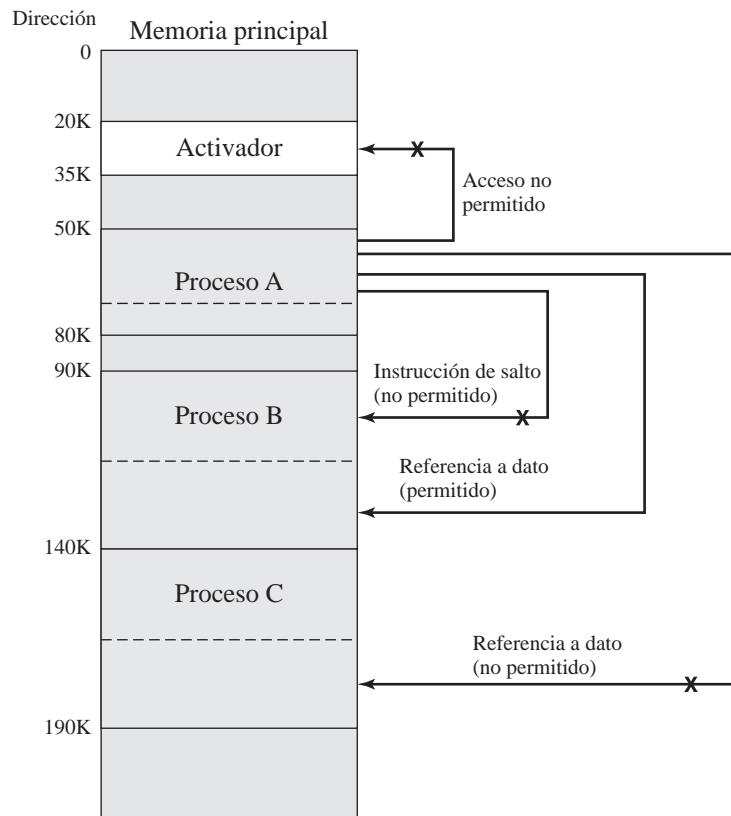 Dirección
Memoria principal
0
20K
Activador
35K
Acceso no
permitido
50K
Proceso A
80K
90K
Instrucción de salto
(no permitido)
Proceso B
Referencia a dato
(permitido)
140K
Proceso C
Referencia a dato
(no permitido)
190K